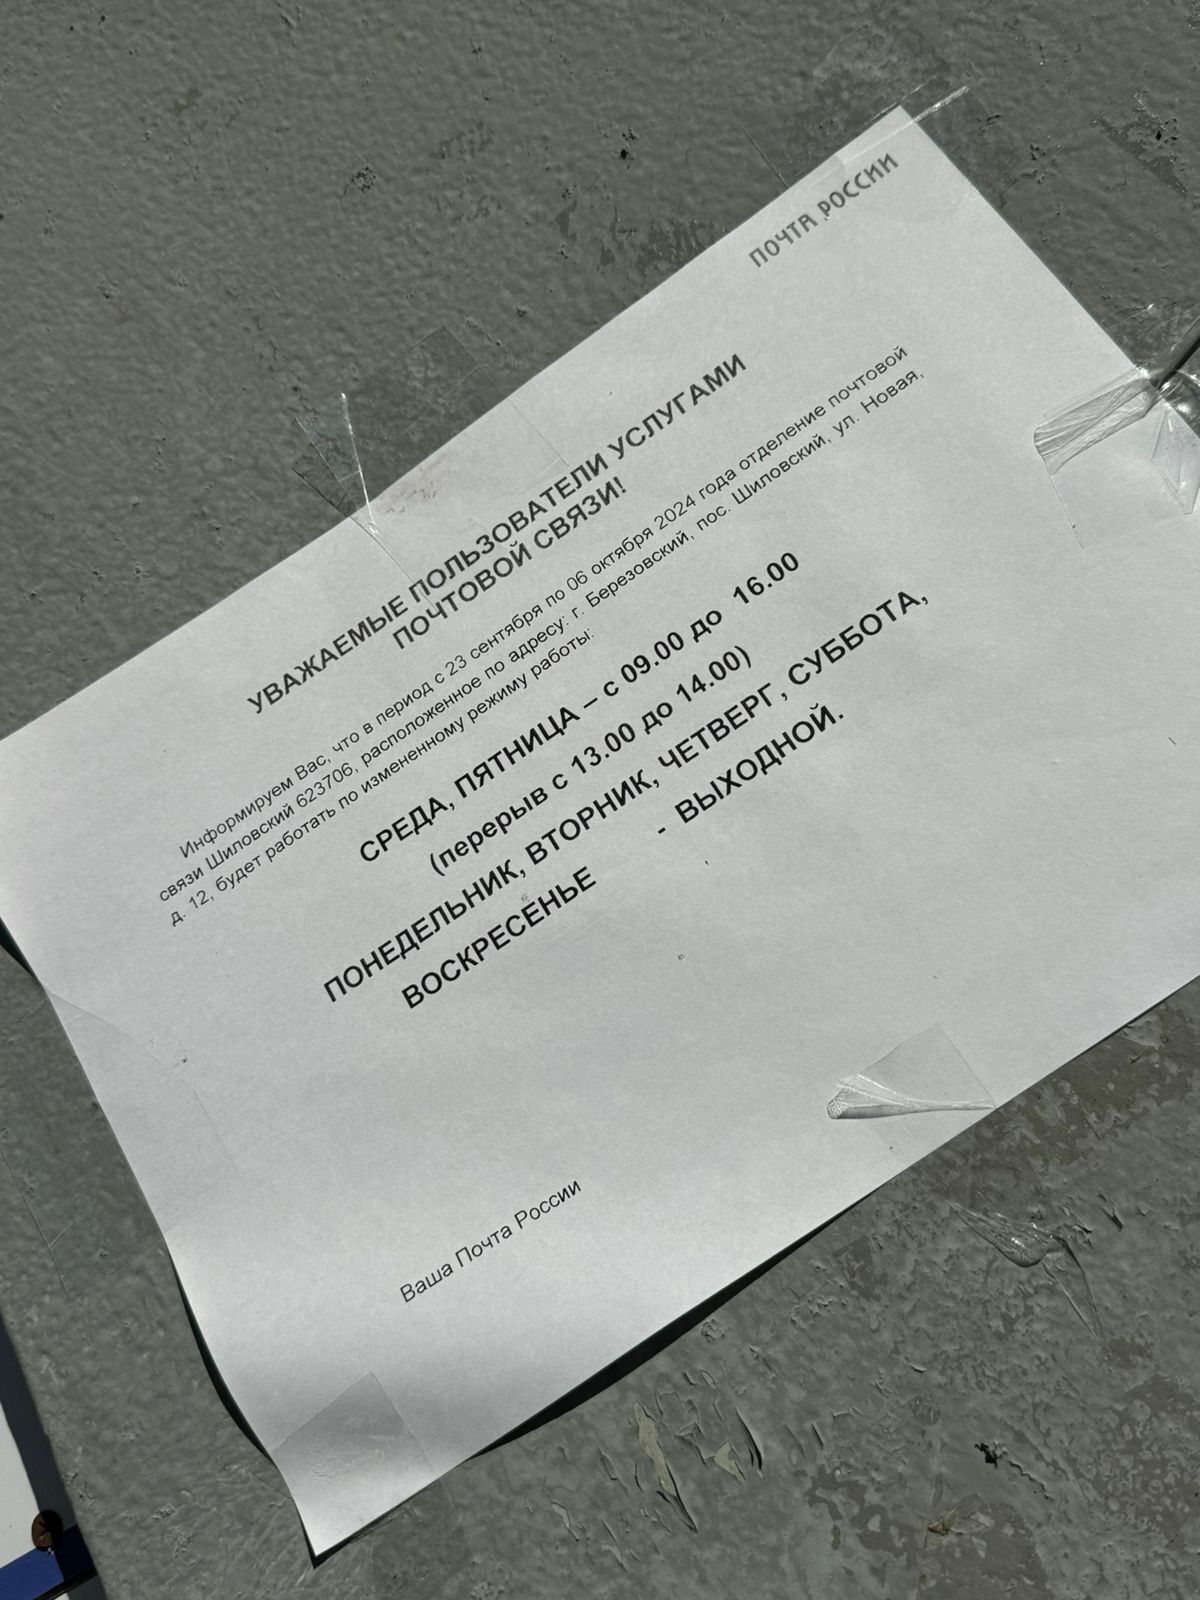 ПОЧТА РОССИИ
УВАЖАЕМЫЕ ПОЛЬЗОВАТЕЛИ УСЛУГАМИ
ПОЧТОВОЙ СВЯЗИ!
Информируем Вас, что в период с 23 сентября по 06 октября 2024 года отделение почтовой
связи Шиловский 623706, расположенное по адресу: г. Березовский, пос. Шиловский, ул. Новая,
д. 12, будет работать по измененному режиму работы:
СРЕДА, ПЯТНИЦА – с 09.00 до 16.00
(перерыв с 13.00 до 14.00)
ПОНЕДЕЛЬНИК, ВТОРНИК, ЧЕТВЕРГ, СУББОТА,
ВОСКРЕСЕНЬЕ - ВЫХОДНОЙ.
Ваша Почта России